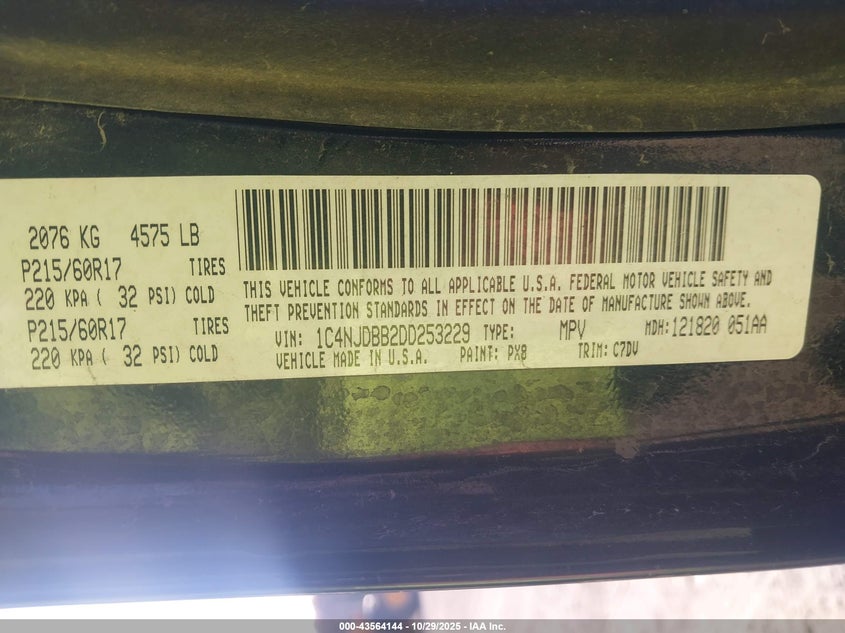 2076 KG 4575 LB
P215/60R17 TIRES
220 KPA ( 32 PSI) COLD
P215/60R17 TIRES
220 KPA ( 32 PSI) COLD
THIS VEHICLE CONFORMS TO ALL APPLICABLE U.S.A. FEDERAL MOTOR VEHICLE SAFETY AND
THEFT PREVENTION STANDARDS IN EFFECT ON THE DATE OF MANUFACTURE SHOWN ABOVE.
VIN: 1C4NJDBB2DD253229 TYPE: MPV MDH: 121820 051AA
VEHICLE MADE IN U.S.A. PAINT: PX8 TRIM: C7DV
000-43564144 - 10/29/2025 - IAA Inc.